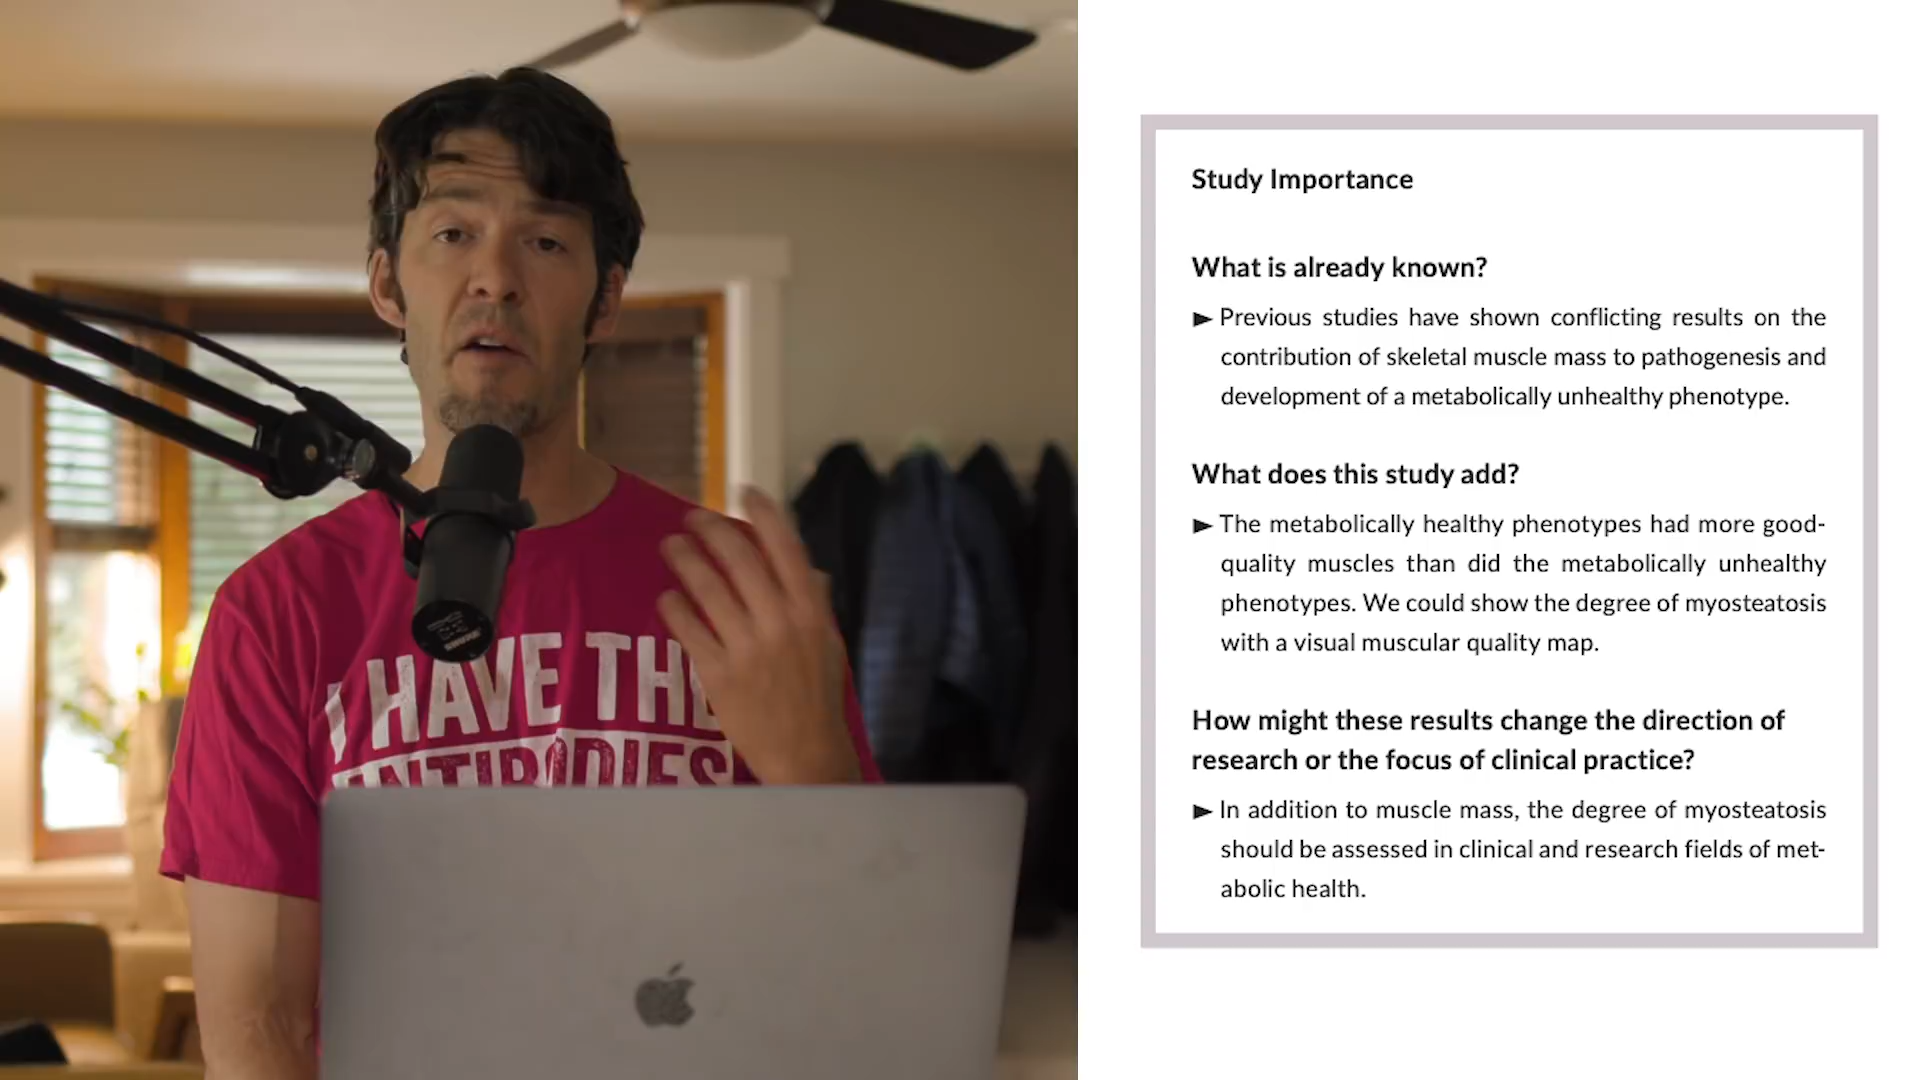 I HAVE THE
ANTIBODIES
SHURE
Study Importance
What is already known?
► Previous studies have shown conflicting results on the
contribution of skeletal muscle mass to pathogenesis and
development of a metabolically unhealthy phenotype.
What does this study add?
► The metabolically healthy phenotypes had more good-
quality muscles than did the metabolically unhealthy
phenotypes. We could show the degree of myosteatosis
with a visual muscular quality map.
How might these results change the direction of
research or the focus of clinical practice?
► In addition to muscle mass, the degree of myosteatosis
should be assessed in clinical and research fields of met-
abolic health.